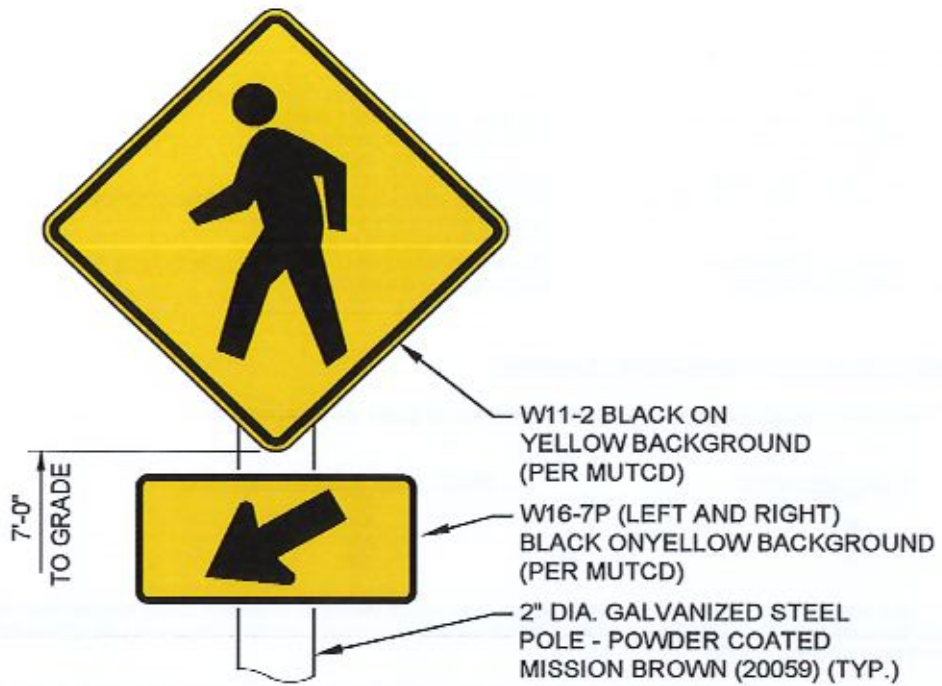 W11-2 BLACK ON
YELLOW BACKGROUND
(PER MUTCD)
7'-0"
TO GRADE
W16-7P (LEFT AND RIGHT)
BLACK ONYELLOW BACKGROUND
(PER MUTCD)
2" DIA. GALVANIZED STEEL
POLE - POWDER COATED
MISSION BROWN (20059) (TYP.)